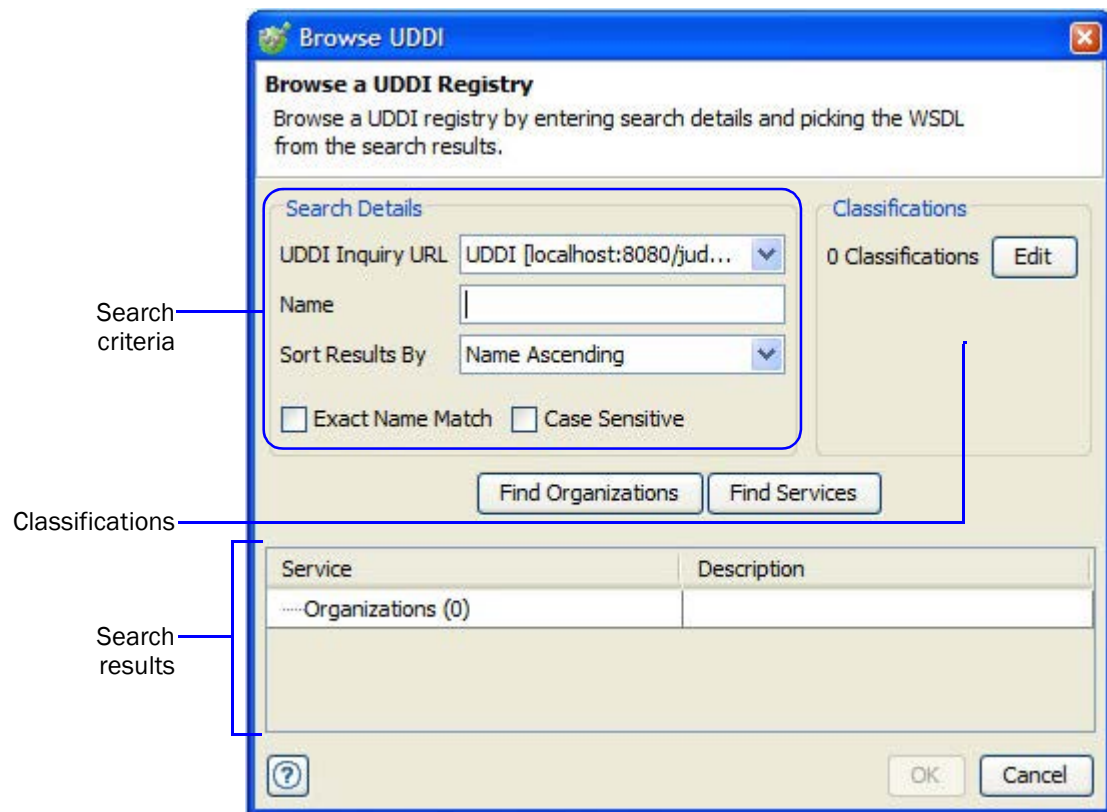 Browse UDDI
Browse a UDDI Registry
Browse a UDDI registry by entering search details and picking the WSDL
from the search results.
Search Details
UDDI Inquiry URL UDDI [localhost:8080/jud...
Name
Sort Results By Name Ascending
Exact Name Match Case Sensitive
Classifications
0 Classifications Edit
Search
criteria
Find Organizations Find Services
Classifications
Service Description
Organizations (0)
Search
results
? OK Cancel